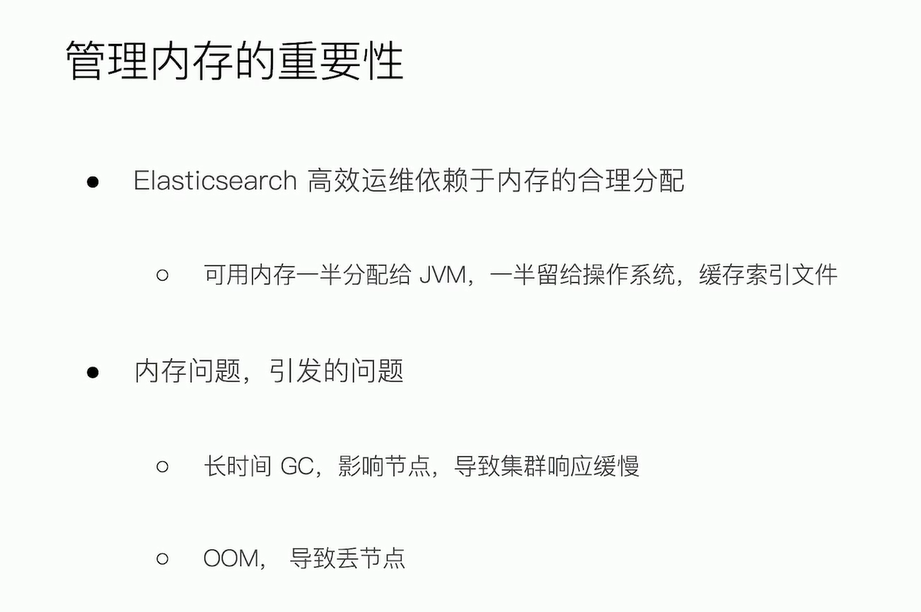 管理内存的重要性
● Elasticsearch 高效运维依赖于内存的合理分配
○ 可用内存一半分配给 JVM，一半留给操作系统，缓存索引文件
● 内存问题，引发的问题
○ 长时间 GC，影响节点，导致集群响应缓慢
○ OOM， 导致丢节点